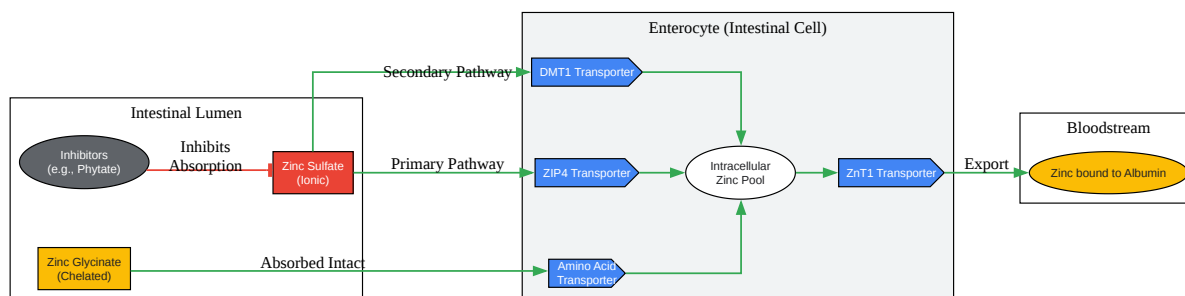 Enterocyte (Intestinal Cell)
Secondary Pathway
DMT1 Transporter
Intestinal Lumen
Bloodstream
Inhibitors
(e.g., Phytate)
Inhibits
Absorption
Zinc Sulfate
(Ionic)
Primary Pathway
ZIP4 Transporter
Intracellular
Zinc Pool
ZnT1 Transporter
Export
Zinc bound to Albumin
Zinc Glycinate
(Chelated)
Absorbed Intact
Amino Acid
Transporter